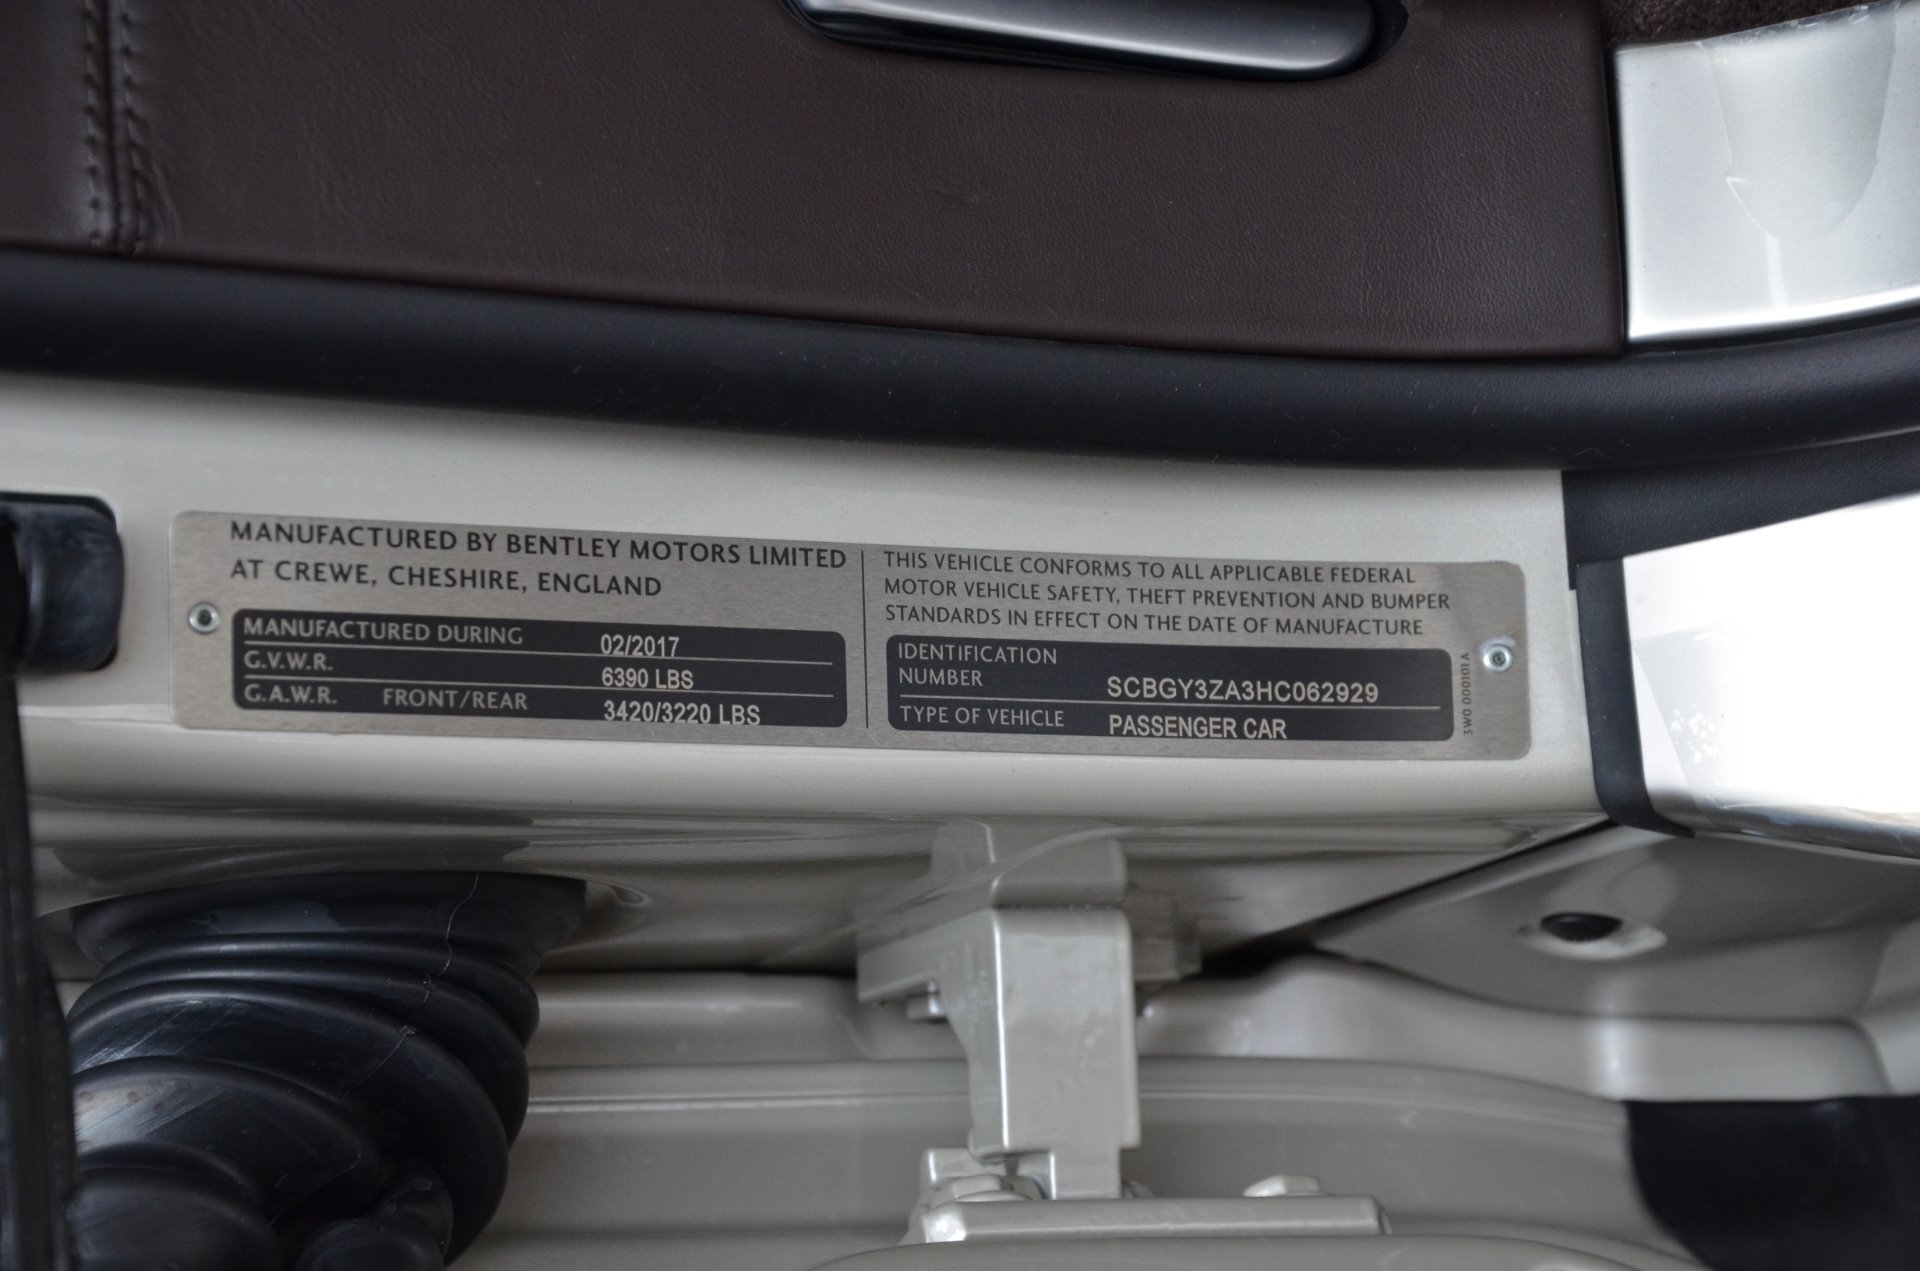 MANUFACTURED BY BENTLEY MOTORS LIMITED
AT CREWE, CHESHIRE, ENGLAND
MANUFACTURED DURING 02/2017
G.V.W.R. 6390 LBS
G.A.W.R. FRONT/REAR 3420/3220 LBS
THIS VEHICLE CONFORMS TO ALL APPLICABLE FEDERAL
MOTOR VEHICLE SAFETY, THEFT PREVENTION AND BUMPER
STANDARDS IN EFFECT ON THE DATE OF MANUFACTURE
IDENTIFICATION
NUMBER SCBGY3ZA3HC062929
TYPE OF VEHICLE PASSENGER CAR
3W0 000101A